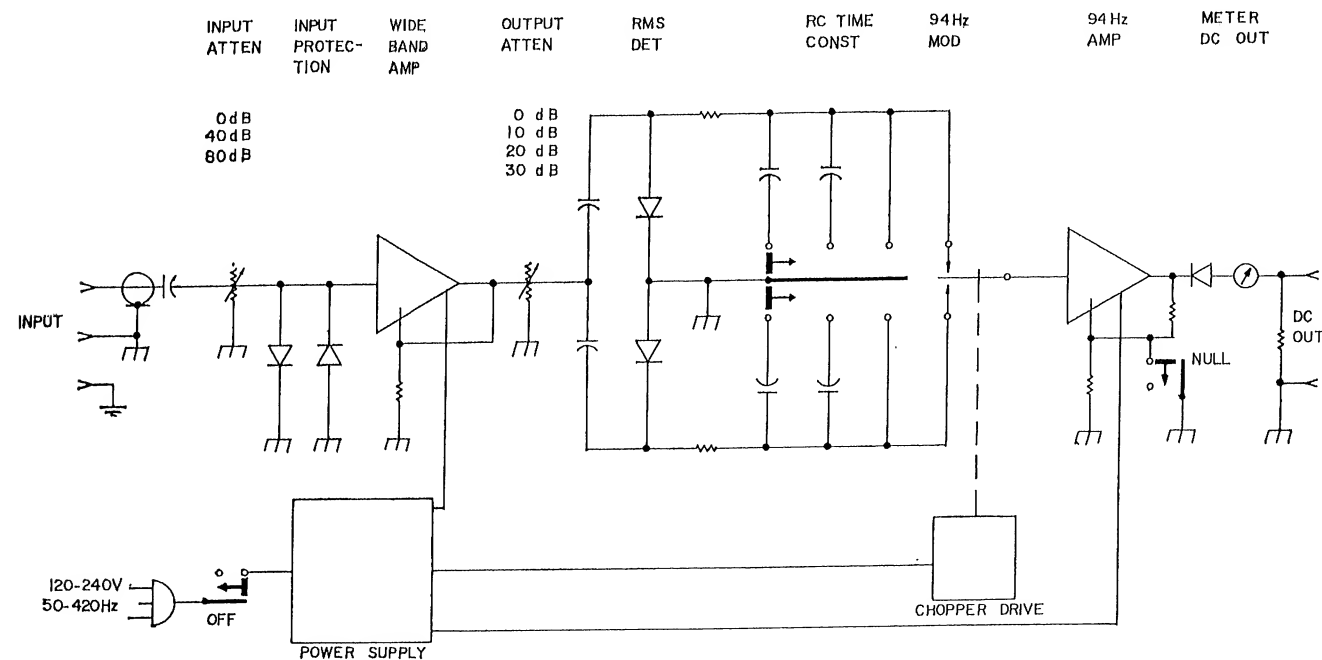 INPUT
ATTEN
INPUT
PROTEC-
TION
WIDE
BAND
AMP
OUTPUT
ATTEN
RMS
DET
RC TIME
CONST
94Hz
MOD
94Hz
AMP
METER
DC OUT
0dB
40dB
80dB
0 dB
10 dB
20 dB
30 dB
INPUT
DC
OUT
NULL
120-240V
50-420Hz
OFF
POWER SUPPLY
CHOPPER DRIVE